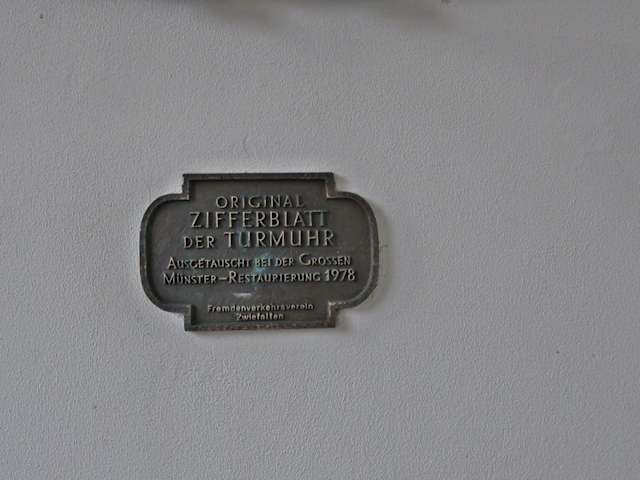 ORIGINAL
ZIFFERBLATT
DER TURMUHR
AUSGETAUSCHT BEI DER GROSSEN
MÜNSTER-RESTAURIERUNG 1978
Fremdenverkehrsverein
Zwiefalten